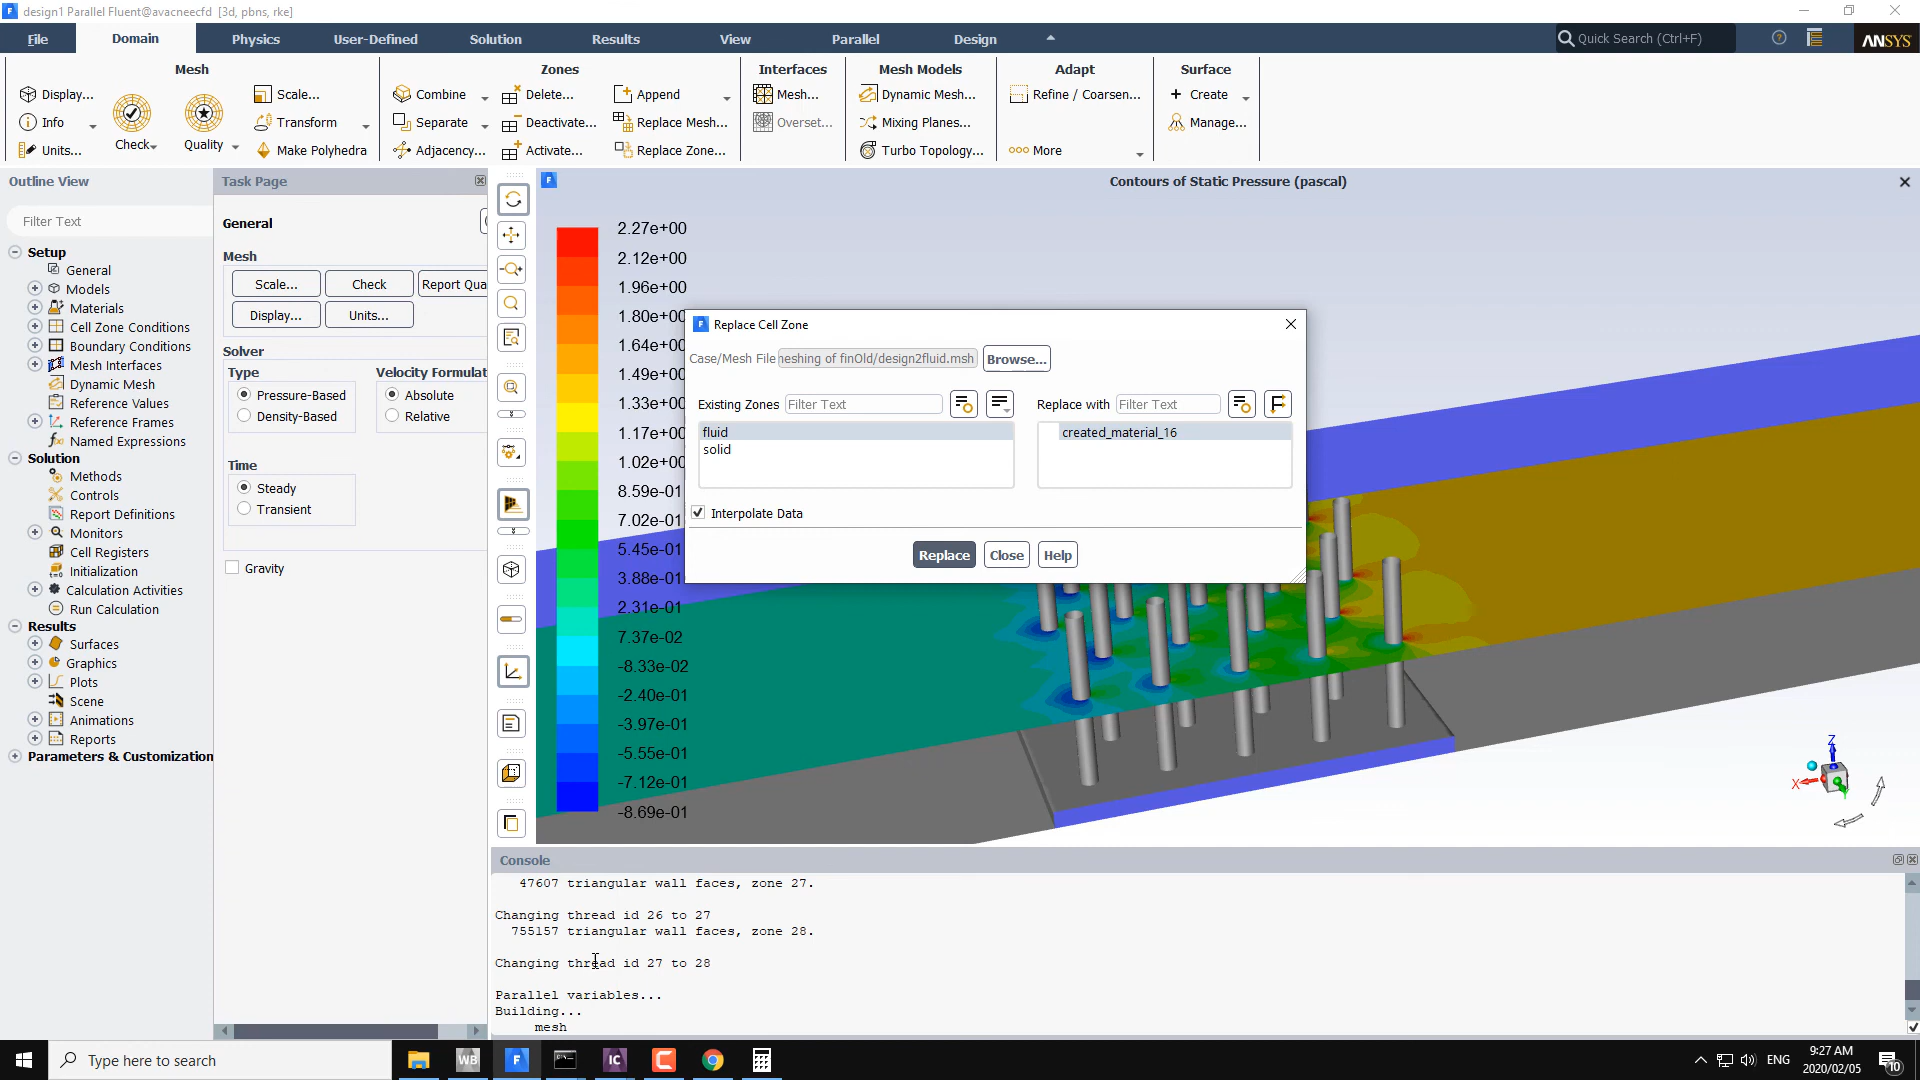 design1 Parallel Fluent@avacneecfd [3d, pbns, rke]
File Domain Physics User-Defined Solution Results View Parallel Design Quick Search (Ctrl+F) ANSYS
Mesh Zones Interfaces Mesh Models Adapt Surface
Display... Scale... Combine Delete... Append Mesh... Dynamic Mesh... Refine / Coarsen... Create
Info Transform Separate Deactivate... Replace Mesh... Overset... Mixing Planes... Manage...
Units... Check Quality Make Polyhedra Adjacency... Activate... Replace Zone... Turbo Topology... More
Outline View
Filter Text
Setup
General
Models
Materials
Cell Zone Conditions
Boundary Conditions
Mesh Interfaces
Dynamic Mesh
Reference Values
Reference Frames
Named Expressions
Solution
Methods
Controls
Report Definitions
Monitors
Cell Registers
Initialization
Calculation Activities
Run Calculation
Results
Surfaces
Graphics
Plots
Scene
Animations
Reports
Parameters & Customization
Task Page
General
Mesh
Scale... Check Report Qua
Display... Units...
Solver
Type Velocity Formulat
Pressure-Based Absolute
Density-Based Relative
Time
Steady
Transient
Gravity
Contours of Static Pressure (pascal)
2.27e+00
2.12e+00
1.96e+00
1.80e+00
1.64e+00
1.49e+00
1.33e+00
1.17e+00
1.02e+00
8.59e-01
7.02e-01
5.45e-01
3.88e-01
2.31e-01
7.37e-02
-8.33e-02
-2.40e-01
-3.97e-01
-5.55e-01
-7.12e-01
-8.69e-01
Replace Cell Zone
Case/Mesh File neshing of finOld/design2fluid.msh Browse...
Existing Zones Filter Text Replace with Filter Text
fluid created_material_16
solid
Interpolate Data
Replace Close Help
Z
X
Console
47607 triangular wall faces, zone 27.
Changing thread id 26 to 27
755157 triangular wall faces, zone 28.
Changing thread id 27 to 28
Parallel variables...
Building...
mesh
Type here to search WB F IC ENG 9:27 AM
2020/02/05 10